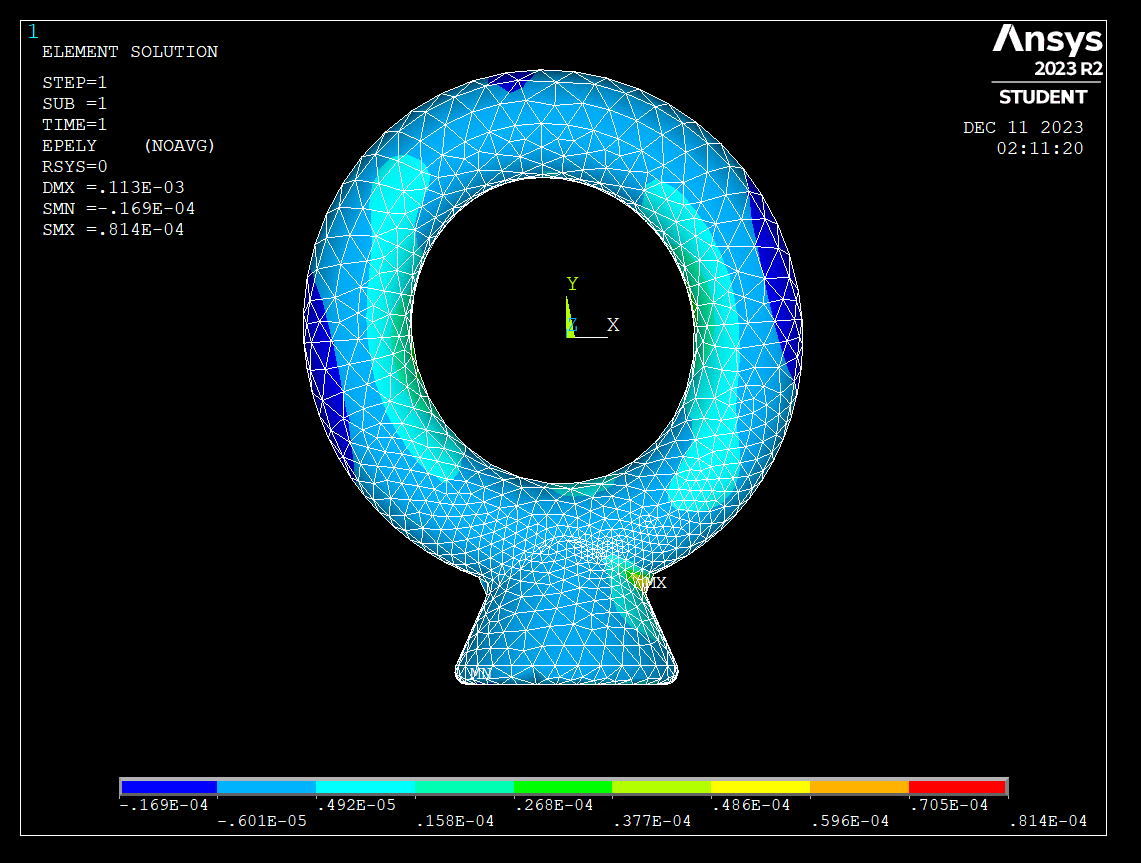 1
ELEMENT SOLUTION
STEP=1
SUB =1
TIME=1
EPELY (NOAVG)
RSYS=0
DMX =.113E-03
SMN =-.169E-04
SMX =.814E-04
Ansys
2023 R2
STUDENT
DEC 11 2023
02:11:20
Y
Z X
MX
MN
-.169E-04 .492E-05 .268E-04 .486E-04 .705E-04
-.601E-05 .158E-04 .377E-04 .596E-04 .814E-04